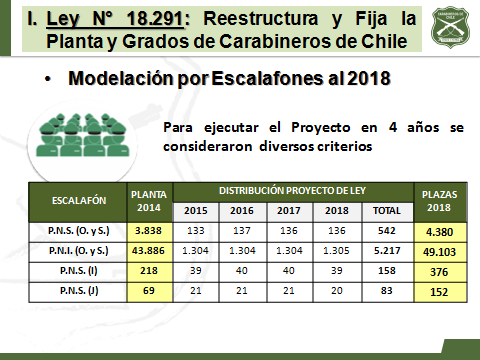 I. Ley N° 18.291: Reestructura y Fija la
Planta y Grados de Carabineros de Chile
CARABINEROS DE
CHILE
• Modelación por Escalafones al 2018
Para ejecutar el Proyecto en 4 años se
consideraron diversos criterios
ESCALAFÓN PLANTA 2014 DISTRIBUCIÓN PROYECTO DE LEY PLAZAS 2018
2015 2016 2017 2018 TOTAL
P.N.S. (O. y S.) 3.838 133 137 136 136 542 4.380
P.N.I. (O. y S.) 43.886 1.304 1.304 1.304 1.305 5.217 49.103
P.N.S. (I) 218 39 40 40 39 158 376
P.N.S. (J) 69 21 21 21 20 83 152